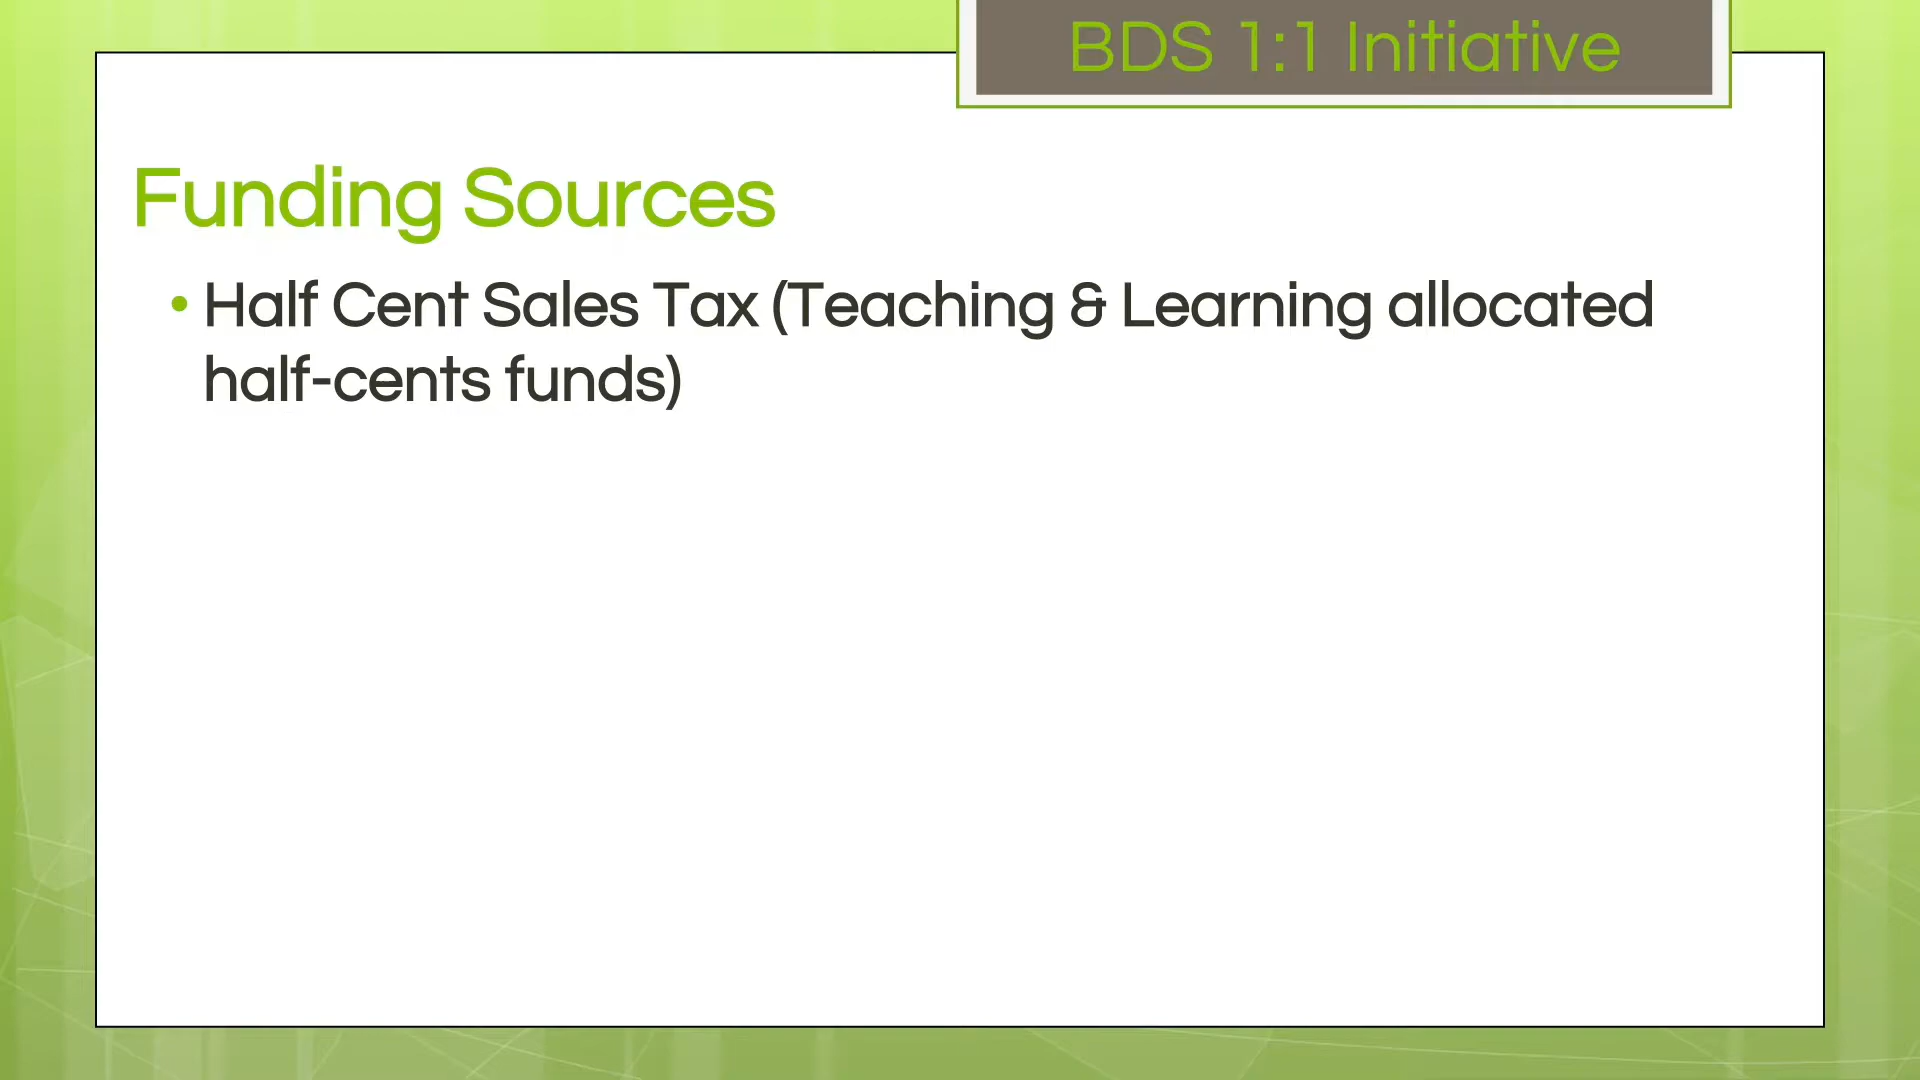 BDS 1:1 Initiative
Funding Sources
• Half Cent Sales Tax (Teaching & Learning allocated
half-cents funds)